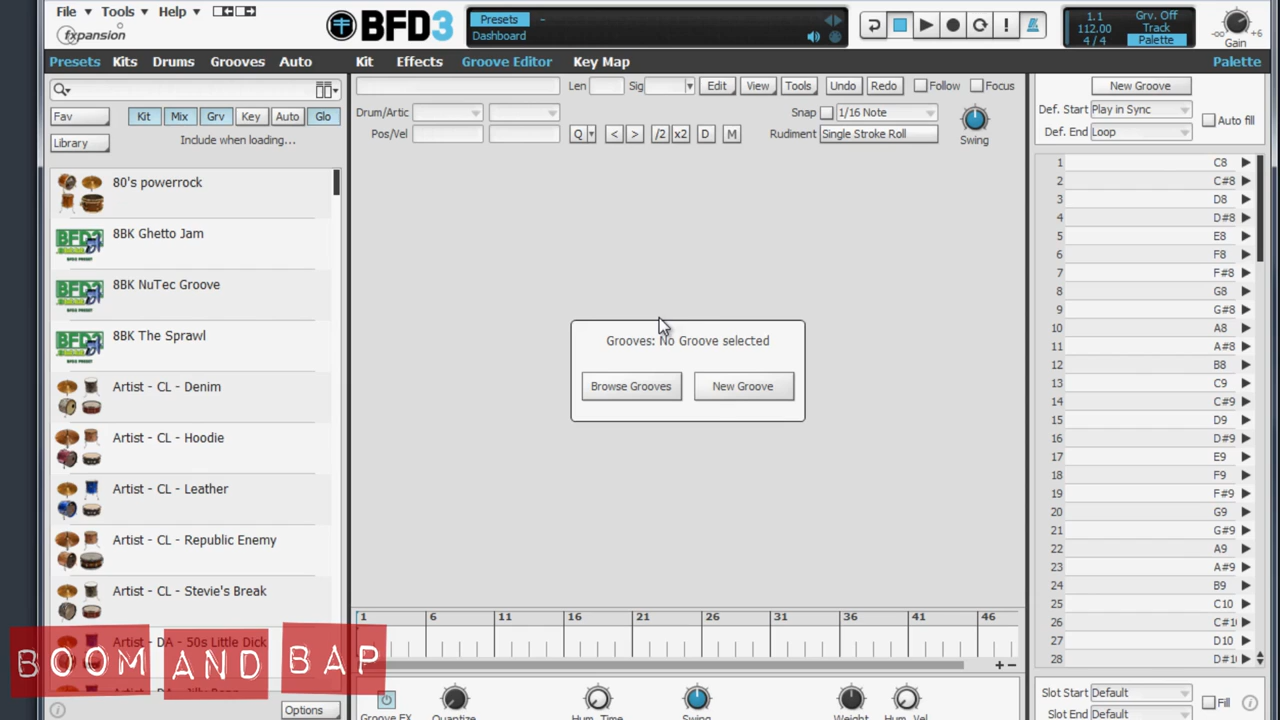 File Tools Help
fxpansion
BFD3
Presets -
Dashboard
1.1
112.00
4 / 4
Grv. Off
Track
Palette
-∞ +6
Gain
Presets Kits Drums Grooves Auto
Kit Effects Groove Editor Key Map
Palette
Fav
Kit Mix Grv Key Auto Glo
Library
Include when loading...
80's powerrock
8BK Ghetto Jam
8BK NuTec Groove
8BK The Sprawl
Artist - CL - Denim
Artist - CL - Hoodie
Artist - CL - Leather
Artist - CL - Republic Enemy
Artist - CL - Stevie's Break
Artist - DA - 50s Little Dick
Options
BOOM AND BAP
Len Sig Edit View Tools Undo Redo Follow Focus
Drum/Artic Snap 1/16 Note
Pos/Vel Q < > /2 x2 D M Rudiment Single Stroke Roll
Swing
Grooves: No Groove selected
Browse Grooves New Groove
1 6 11 16 21 26 31 36 41 46
Groove FX Quantize Hum. Time Swing Weight Hum. Vel
New Groove
Def. Start Play in Sync
Def. End Loop
Auto fill
1 C8
2 C#8
3 D8
4 D#8
5 E8
6 F8
7 F#8
8 G8
9 G#8
10 A8
11 A#8
12 B8
13 C9
14 C#9
15 D9
16 D#9
17 E9
18 F9
19 F#9
20 G9
21 G#9
22 A9
23 A#9
24 B9
25 C10
26 C#10
27 D10
28 D#10
Slot Start Default
Slot End Default
Fill